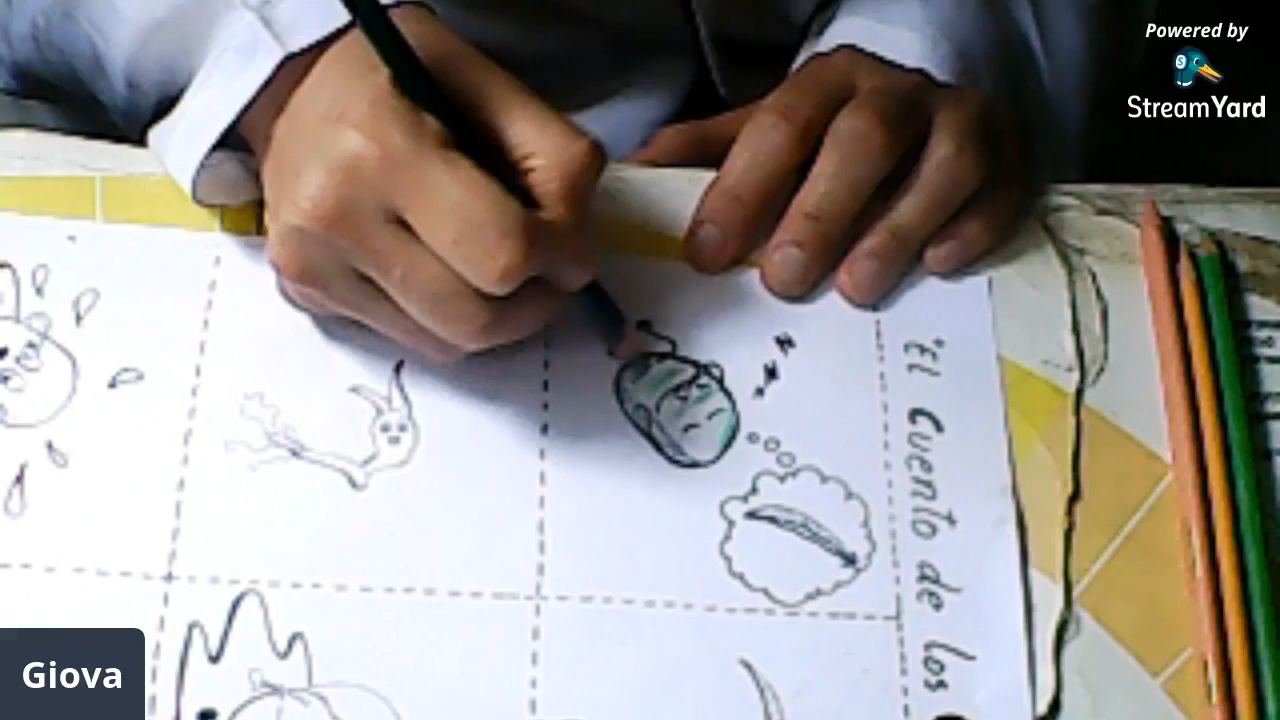 Powered by
StreamYard
"El Cuento de los
z z z
Giova